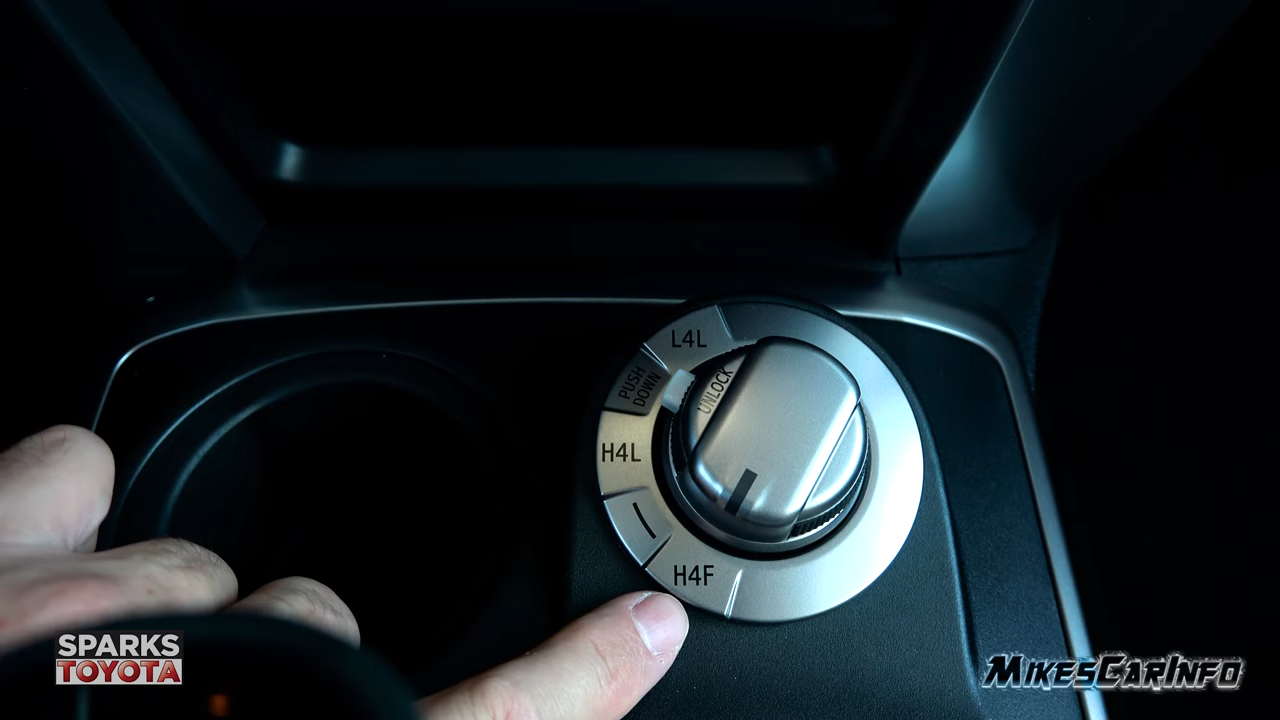 L4L
PUSH
DOWN
UNLOCK
H4L
H4F
SPARKS
TOYOTA
MIKESCARINFO